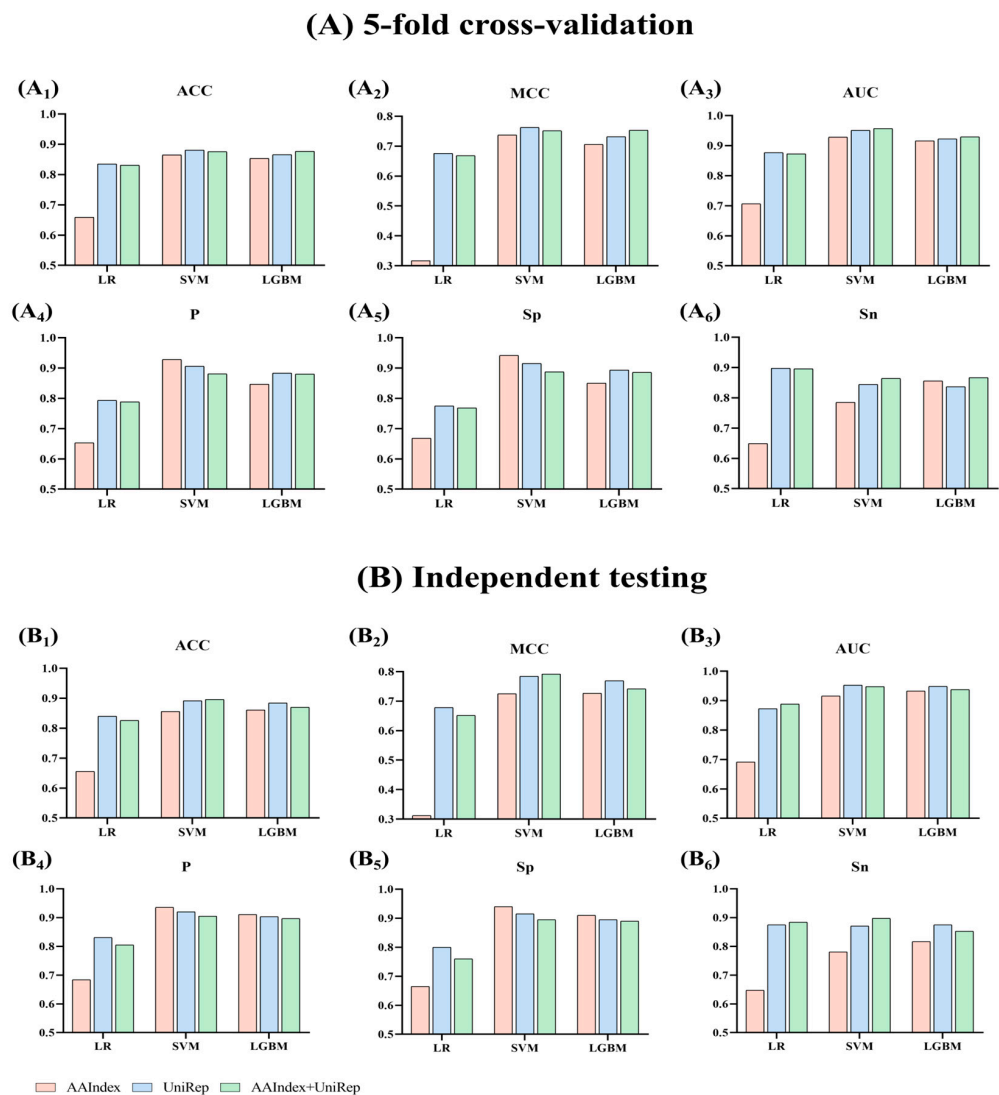 (A) 5-fold cross-validation
(A1) ACC
1.0
0.9
0.8
0.7
0.6
0.5
LR SVM LGBM
(A2) MCC
0.8
0.7
0.6
0.5
0.4
0.3
LR SVM LGBM
(A3) AUC
1.0
0.9
0.8
0.7
0.6
0.5
LR SVM LGBM
(A4) P
1.0
0.9
0.8
0.7
0.6
0.5
LR SVM LGBM
(A5) Sp
1.0
0.9
0.8
0.7
0.6
0.5
LR SVM LGBM
(A6) Sn
1.0
0.9
0.8
0.7
0.6
0.5
LR SVM LGBM
(B) Independent testing
(B1) ACC
1.0
0.9
0.8
0.7
0.6
0.5
LR SVM LGBM
(B2) MCC
0.8
0.7
0.6
0.5
0.4
0.3
LR SVM LGBM
(B3) AUC
1.0
0.9
0.8
0.7
0.6
0.5
LR SVM LGBM
(B4) P
1.0
0.9
0.8
0.7
0.6
0.5
LR SVM LGBM
(B5) Sp
1.0
0.9
0.8
0.7
0.6
0.5
LR SVM LGBM
(B6) Sn
1.0
0.9
0.8
0.7
0.6
0.5
LR SVM LGBM
AAIndex UniRep AAIndex+UniRep